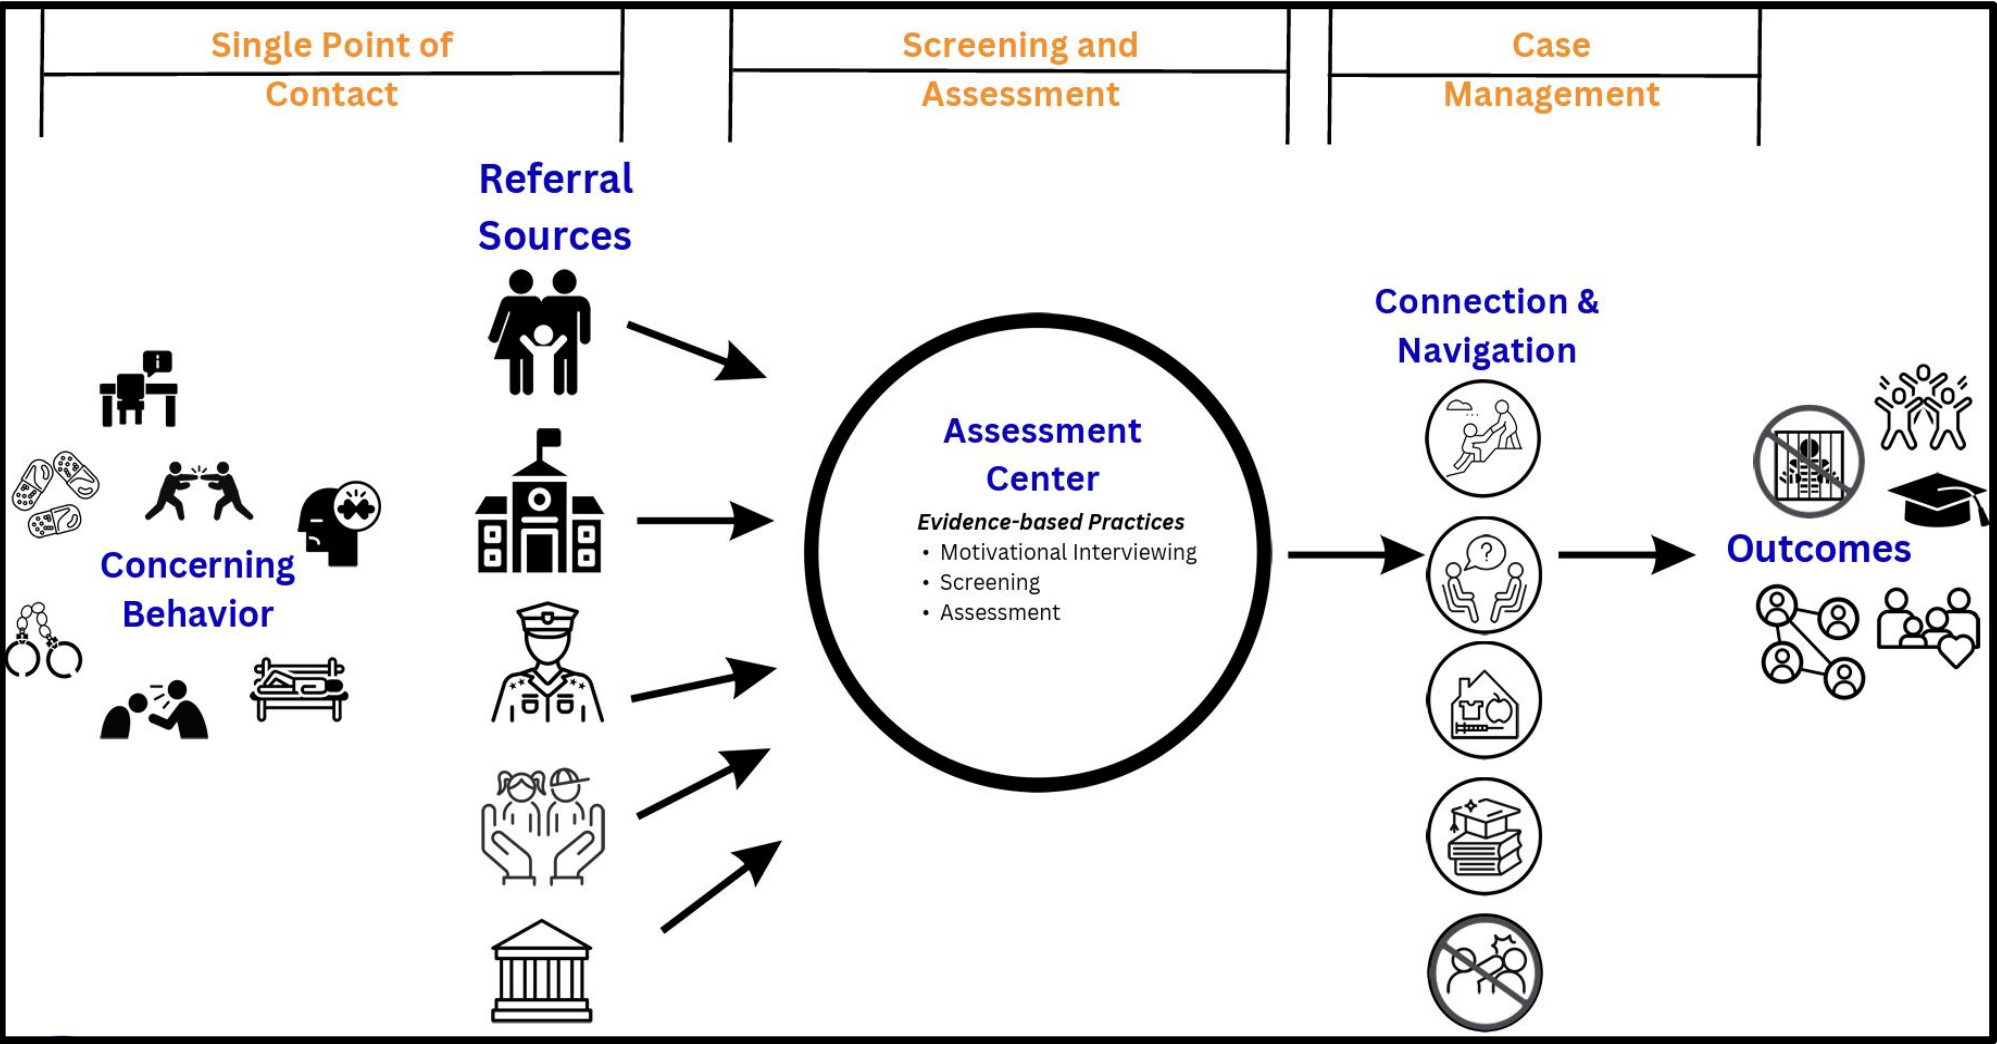 Single Point of
Contact
Screening and
Assessment
Case
Management
Referral
Sources
Concerning
Behavior
Assessment
Center
Evidence-based Practices
• Motivational Interviewing
• Screening
• Assessment
Connection &
Navigation
?
Outcomes
i